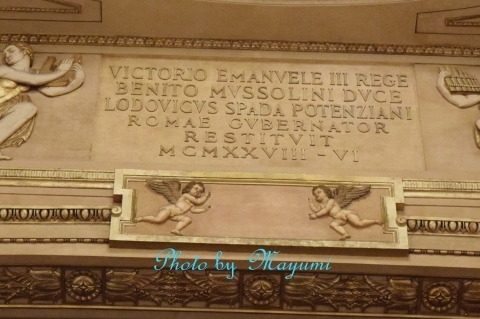 VICTORIO EMANVELE III REGE
BENITO MVSSOLINI DVCE
LODOVICVS SPADA POTENZIANI
ROMAE GVBERNATOR
RESTITVIT
MCMXXVIII-VI
Photo by Mayumi